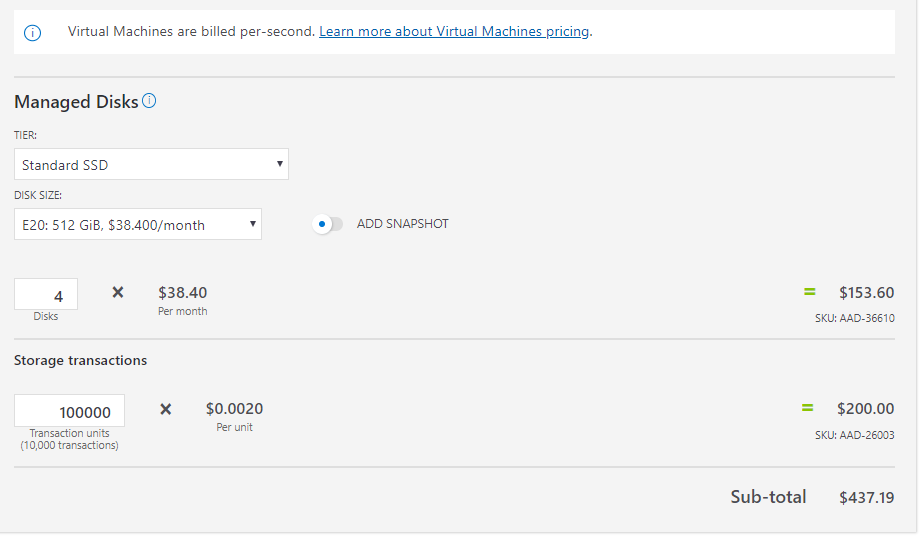 Virtual Machines are billed per-second. Learn more about Virtual Machines pricing.
Managed Disks
TIER:
Standard SSD
DISK SIZE:
E20: 512 GiB, $38.400/month
ADD SNAPSHOT
4 × $38.40 = $153.60
Disks Per month SKU: AAD-36610
Storage transactions
100000 × $0.0020 = $200.00
Transaction units Per unit SKU: AAD-26003
(10,000 transactions)
Sub-total $437.19